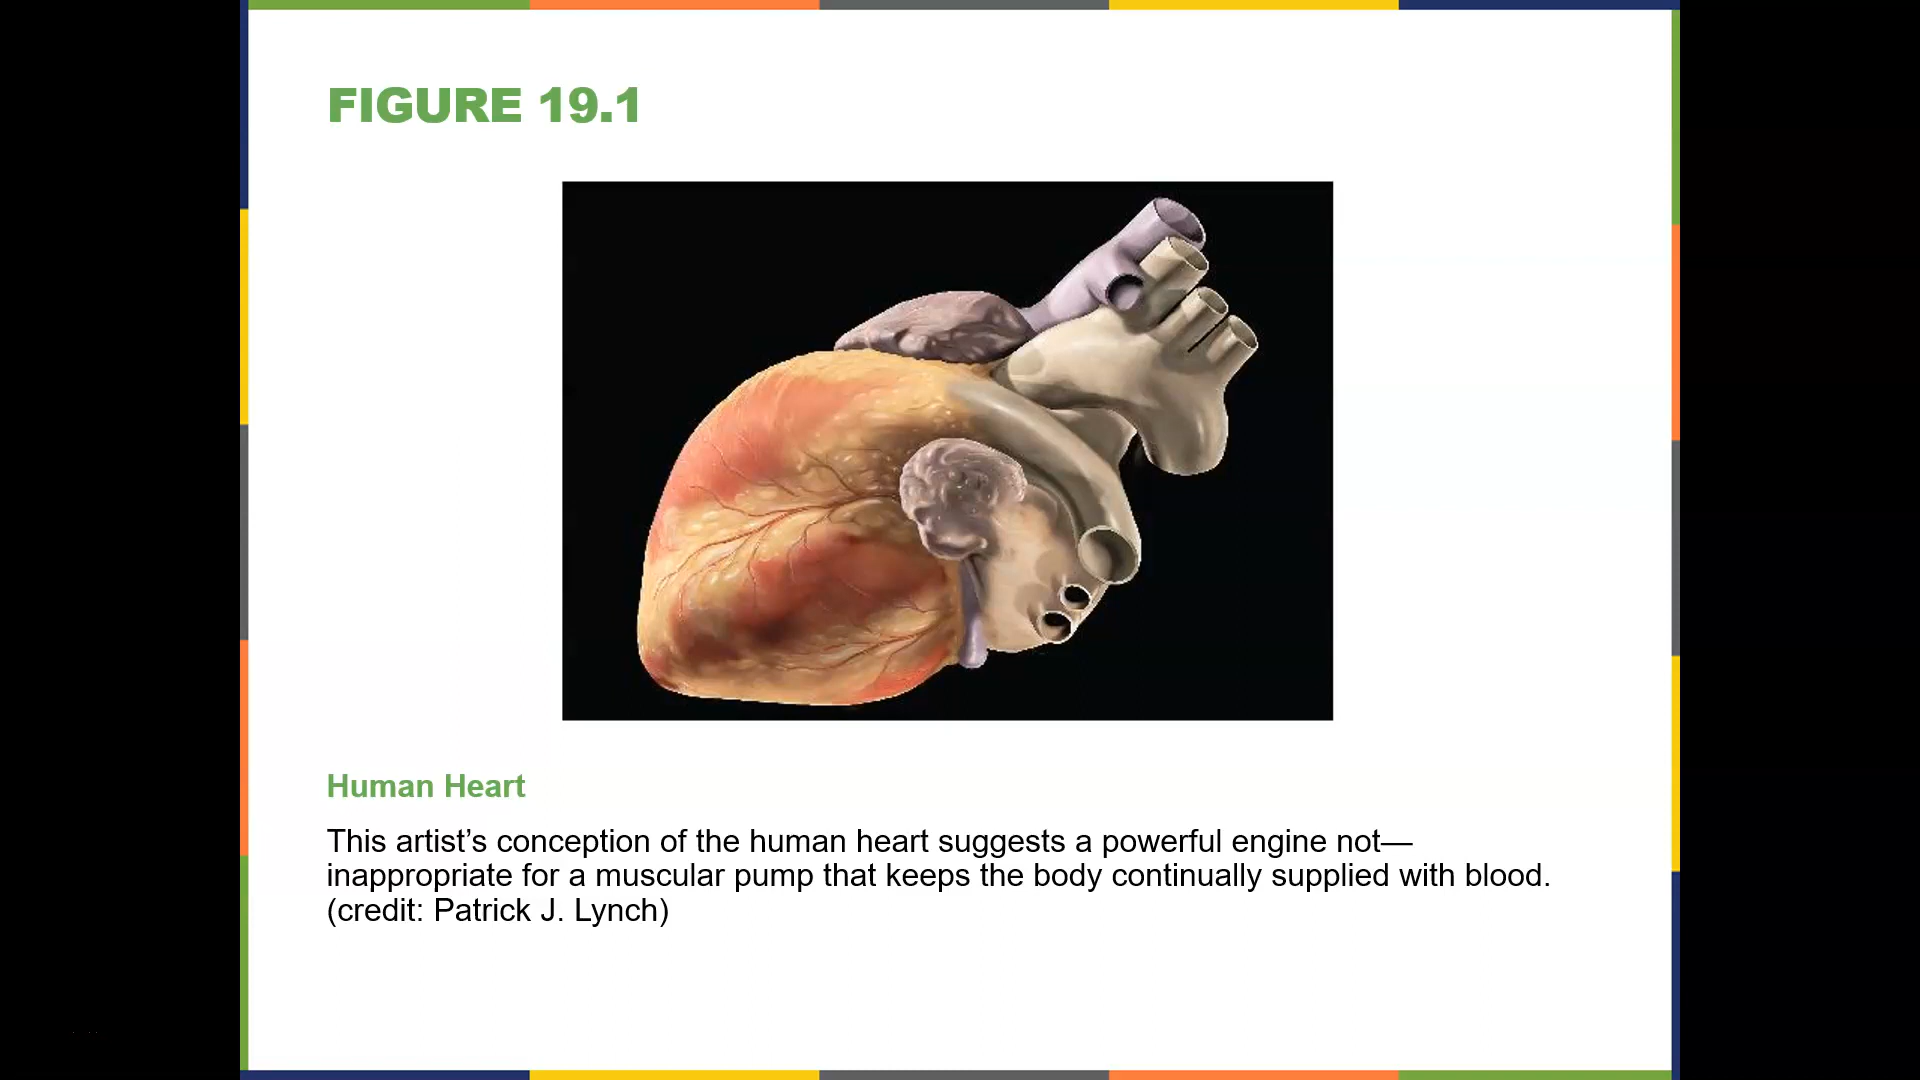 FIGURE 19.1
Human Heart
This artist’s conception of the human heart suggests a powerful engine not—
inappropriate for a muscular pump that keeps the body continually supplied with blood.
(credit: Patrick J. Lynch)